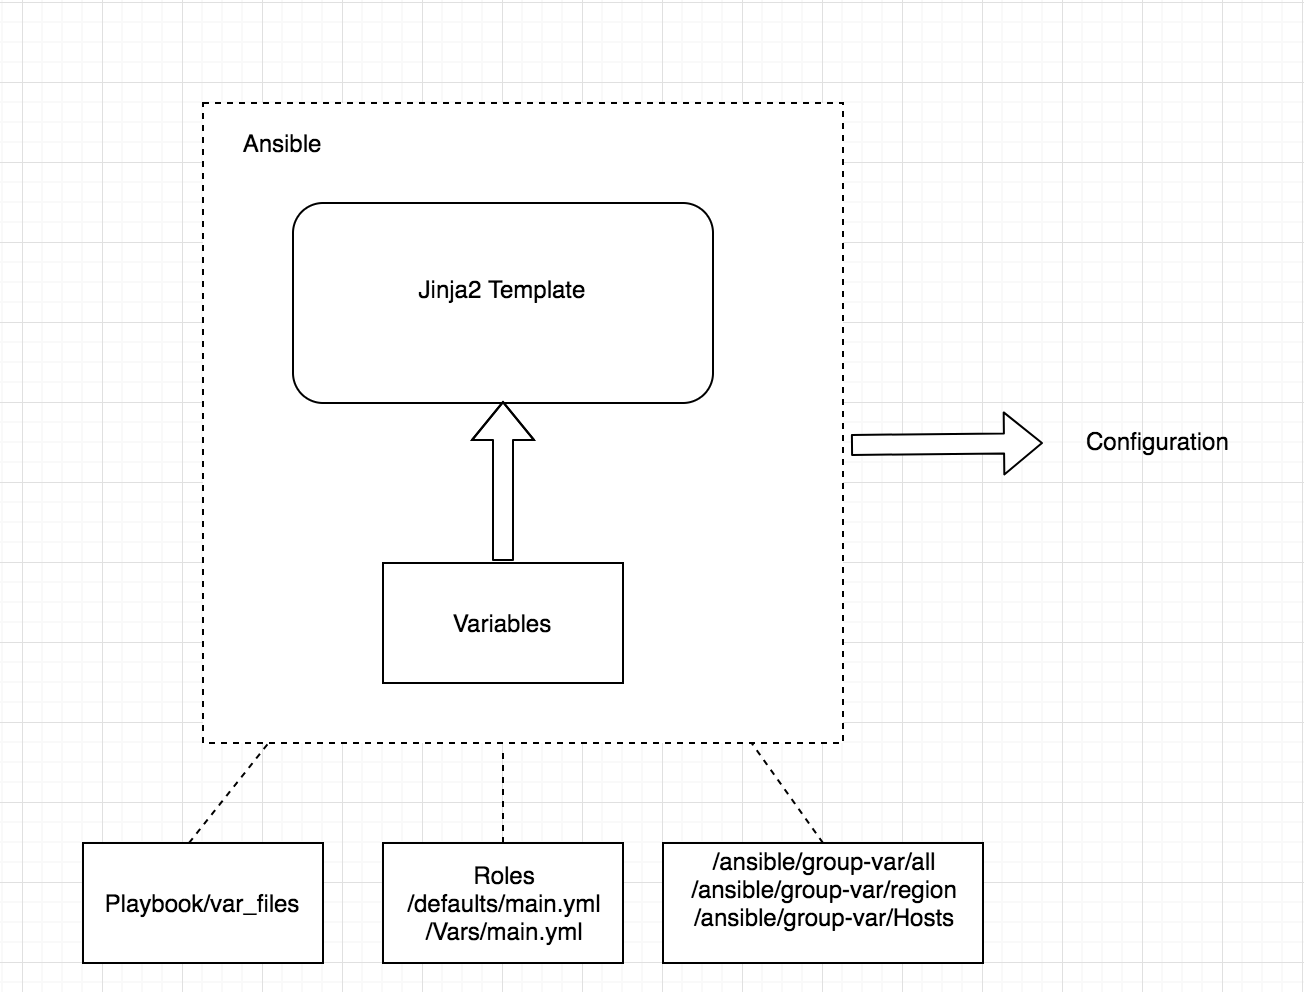 Ansible
Jinja2 Template
Configuration
Variables
Playbook/var_files
Roles
/defaults/main.yml
/Vars/main.yml
/ansible/group-var/all
/ansible/group-var/region
/ansible/group-var/Hosts